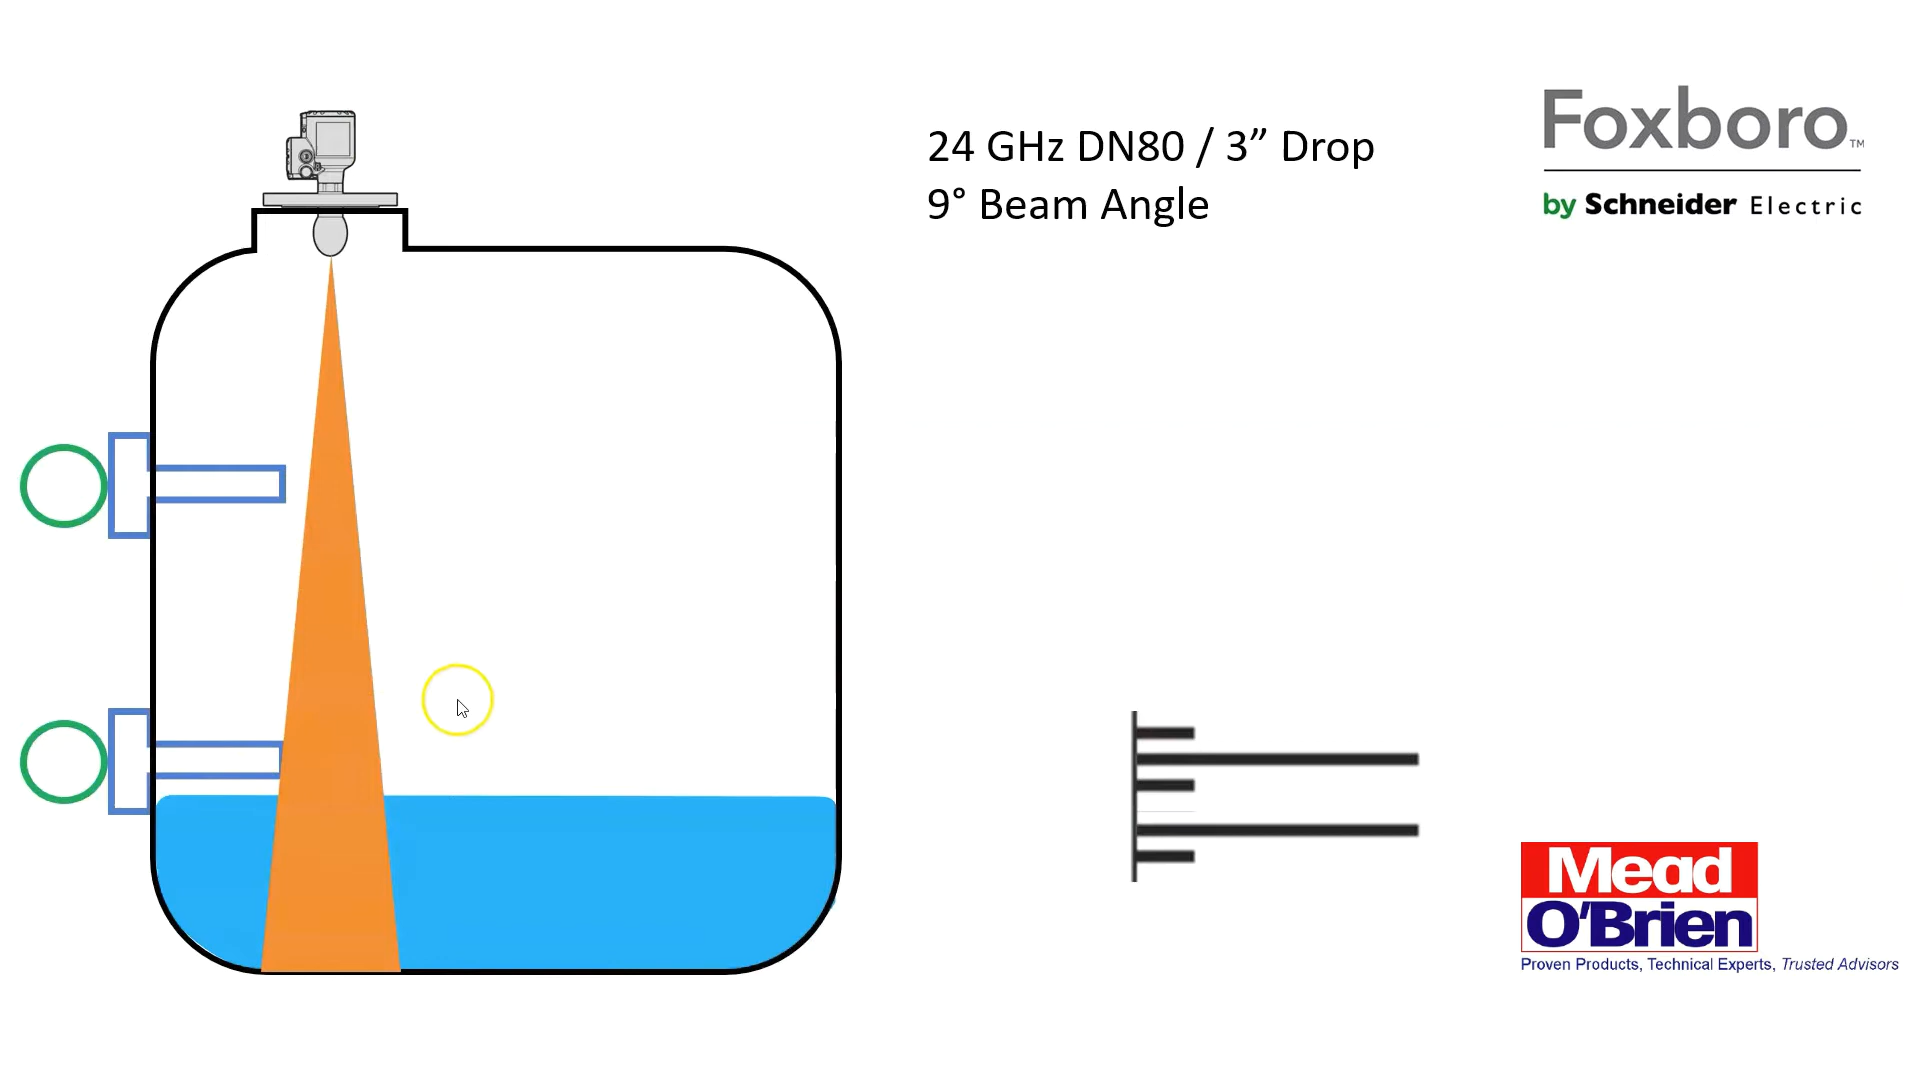 24 GHz DN80 / 3” Drop
9° Beam Angle
Foxboro™
by Schneider Electric
Mead
O'Brien
Proven Products, Technical Experts, Trusted Advisors